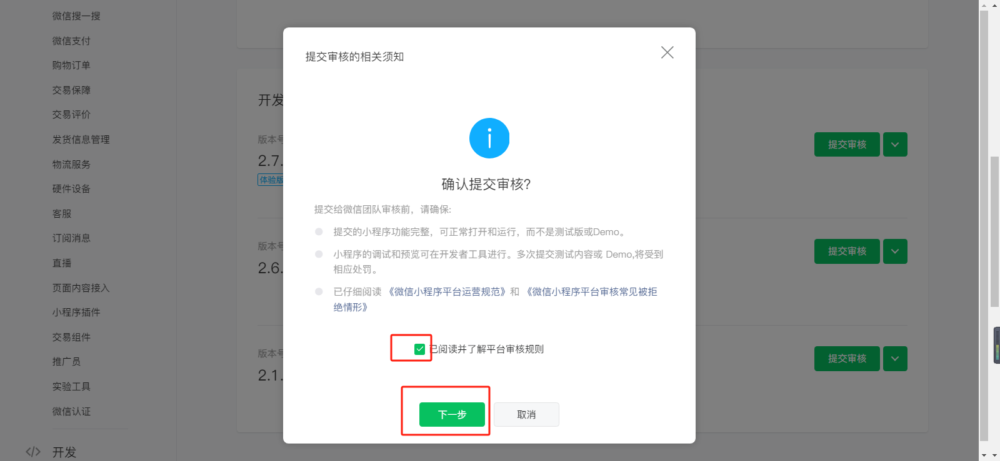 微信搜一搜
微信支付
购物订单
交易保障
交易评价
发货信息管理
物流服务
硬件设备
客服
订阅消息
直播
页面内容接入
小程序插件
交易组件
推广员
实验工具
微信认证
</> 开发
开发
版本号
2.7.
体验版
提交审核
版本号
2.6.
提交审核
版本号
2.1.
提交审核
提交审核的相关须知
确认提交审核?
提交给微信团队审核前，请确保:
提交的小程序功能完整，可正常打开和运行，而不是测试版或Demo。
小程序的调试和预览可在开发者工具进行。多次提交测试内容或 Demo,将受到
相应处罚。
已仔细阅读 《微信小程序平台运营规范》和 《微信小程序平台审核常见被拒
绝情形》
已阅读并了解平台审核规则
下一步
取消